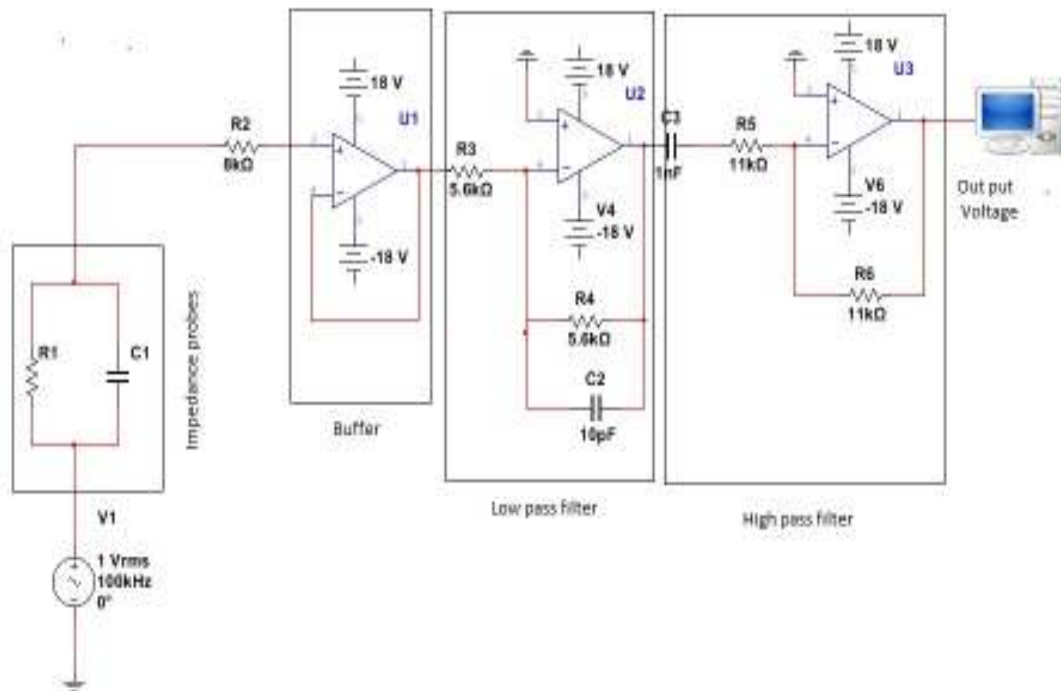 18 V
U1
R2
8kΩ
-18 V
Buffer
R1
C1
Impedance probes
V1
1 Vrms
100kHz
0°
18 V
U2
R3
5.6kΩ
V4
-18 V
R4
5.6kΩ
C2
10pF
Low pass filter
18 V
U3
C3
1nF
R5
11kΩ
V6
-18 V
R6
11kΩ
High pass filter
Out put
Voltage